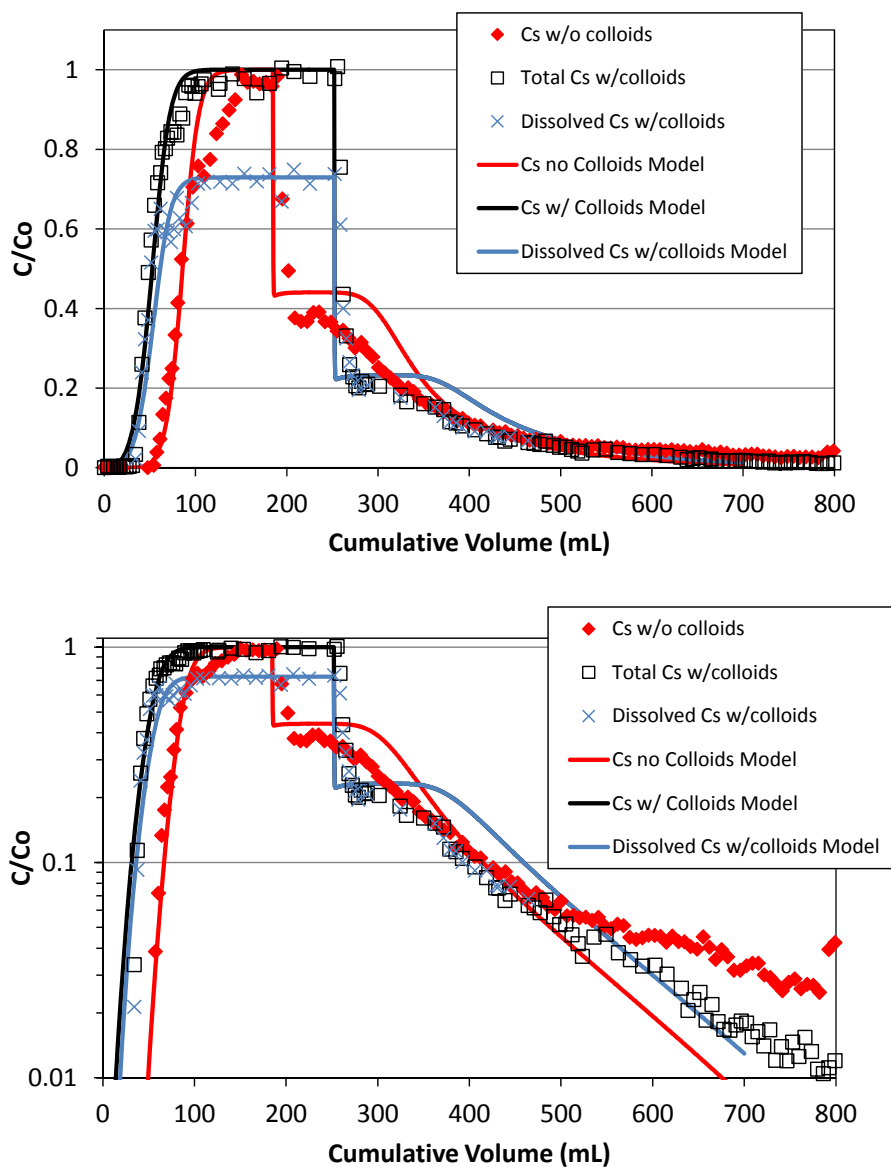 Cs w/o colloids
Total Cs w/colloids
Dissolved Cs w/colloids
Cs no Colloids Model
Cs w/ Colloids Model
Dissolved Cs w/colloids Model
C/Co
1
0.8
0.6
0.4
0.2
0
0 100 200 300 400 500 600 700 800
Cumulative Volume (mL)
Cs w/o colloids
Total Cs w/colloids
Dissolved Cs w/colloids
Cs no Colloids Model
Cs w/ Colloids Model
Dissolved Cs w/colloids Model
C/Co
1
0.1
0.01
0 100 200 300 400 500 600 700 800
Cumulative Volume (mL)